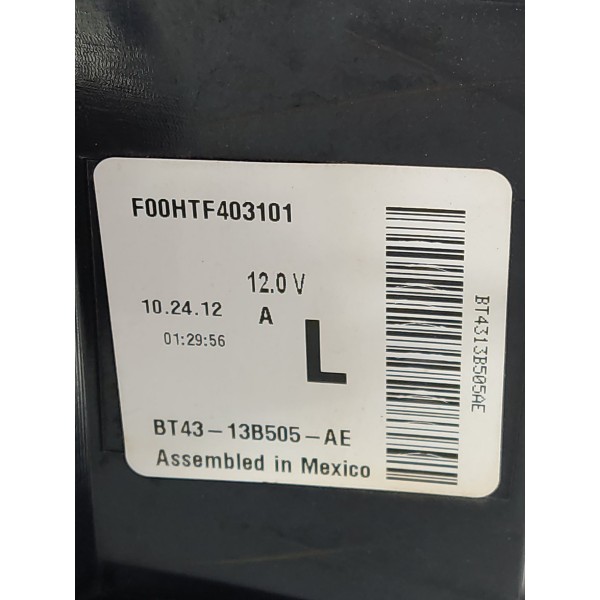 F00HTF403101
12.0 V
10.24.12 A
01:29:56
L
BT43-13B505-AE
Assembled in Mexico
BT4313B505AE